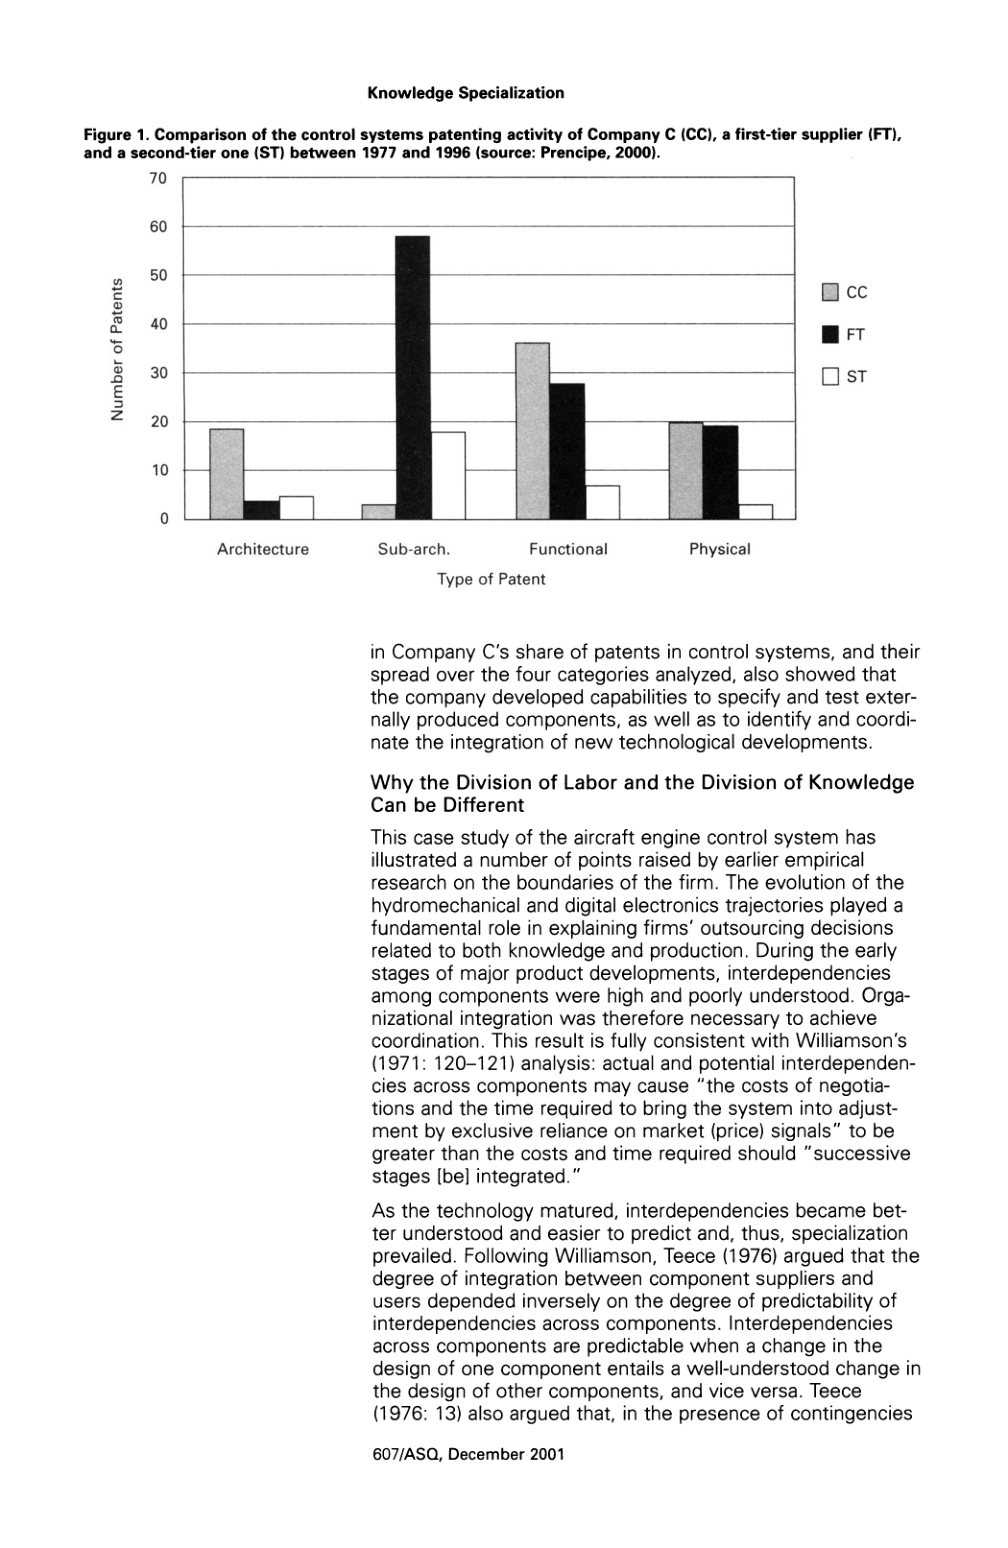 Knowledge Specialization
Figure 1. Comparison of the control systems patenting activity of Company C (CC), a first-tier supplier (FT),
and a second-tier one (ST) between 1977 and 1996 (source: Prencipe, 2000).
70
60
50
40
30
20
10
0
Number of Patents
CC
FT
ST
Architecture
Sub-arch.
Functional
Physical
Type of Patent
in Company C's share of patents in control systems, and their
spread over the four categories analyzed, also showed that
the company developed capabilities to specify and test exter-
nally produced components, as well as to identify and coordi-
nate the integration of new technological developments.
Why the Division of Labor and the Division of Knowledge
Can be Different
This case study of the aircraft engine control system has
illustrated a number of points raised by earlier empirical
research on the boundaries of the firm. The evolution of the
hydromechanical and digital electronics trajectories played a
fundamental role in explaining firms' outsourcing decisions
related to both knowledge and production. During the early
stages of major product developments, interdependencies
among components were high and poorly understood. Orga-
nizational integration was therefore necessary to achieve
coordination. This result is fully consistent with Williamson's
(1971: 120–121) analysis: actual and potential interdependen-
cies across components may cause "the costs of negotia-
tions and the time required to bring the system into adjust-
ment by exclusive reliance on market (price) signals" to be
greater than the costs and time required should "successive
stages [be] integrated."
As the technology matured, interdependencies became bet-
ter understood and easier to predict and, thus, specialization
prevailed. Following Williamson, Teece (1976) argued that the
degree of integration between component suppliers and
users depended inversely on the degree of predictability of
interdependencies across components. Interdependencies
across components are predictable when a change in the
design of one component entails a well-understood change in
the design of other components, and vice versa. Teece
(1976: 13) also argued that, in the presence of contingencies
607/ASQ, December 2001